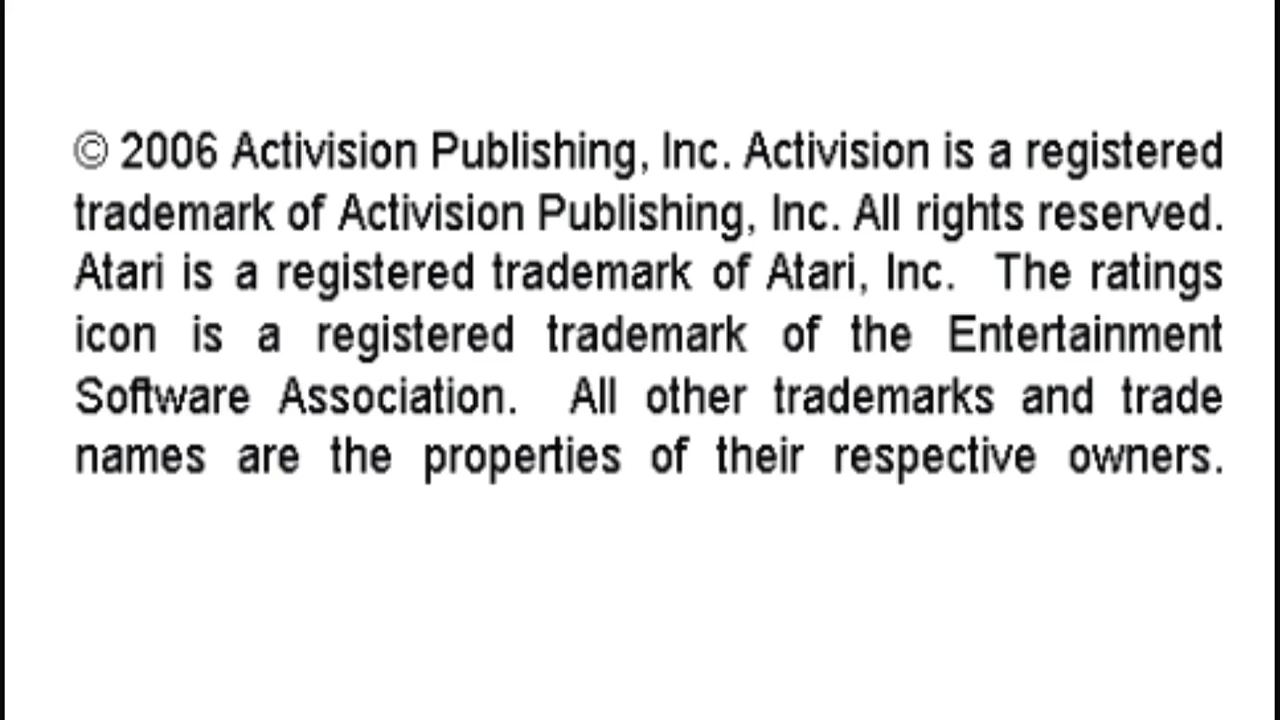 © 2006 Activision Publishing, Inc. Activision is a registered
trademark of Activision Publishing, Inc. All rights reserved.
Atari is a registered trademark of Atari, Inc.  The ratings
icon is a registered trademark of the Entertainment
Software Association.  All other trademarks and trade
names are the properties of their respective owners.